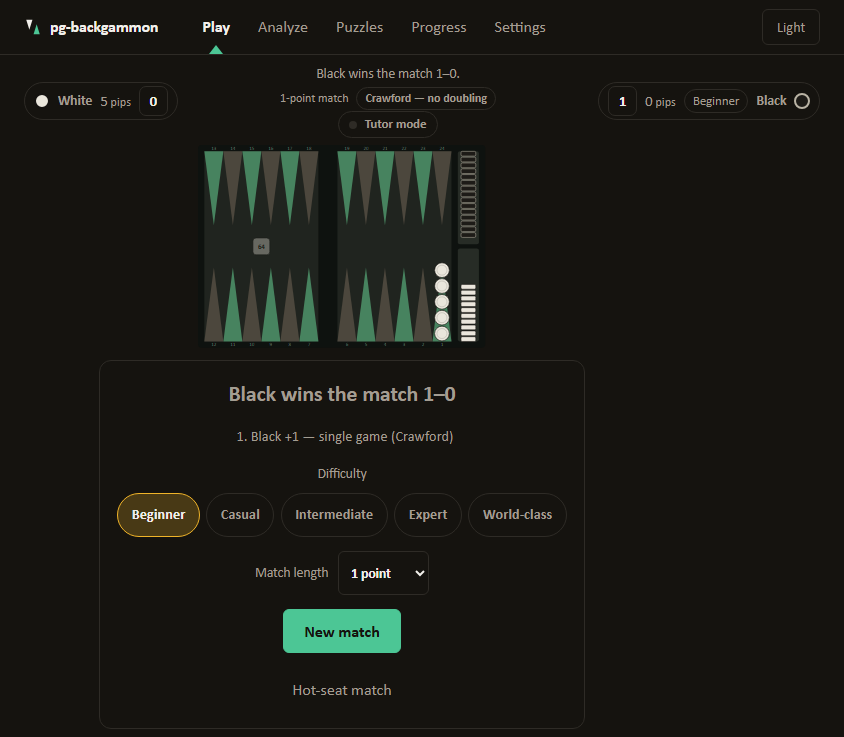 pg-backgammon Play Analyze Puzzles Progress Settings Light
Black wins the match 1–0.
White 5 pips 0
1-point match Crawford — no doubling
1 0 pips Beginner Black
Tutor mode
64
Black wins the match 1–0
1. Black +1 — single game (Crawford)
Difficulty
Beginner Casual Intermediate Expert World-class
Match length 1 point
New match
Hot-seat match